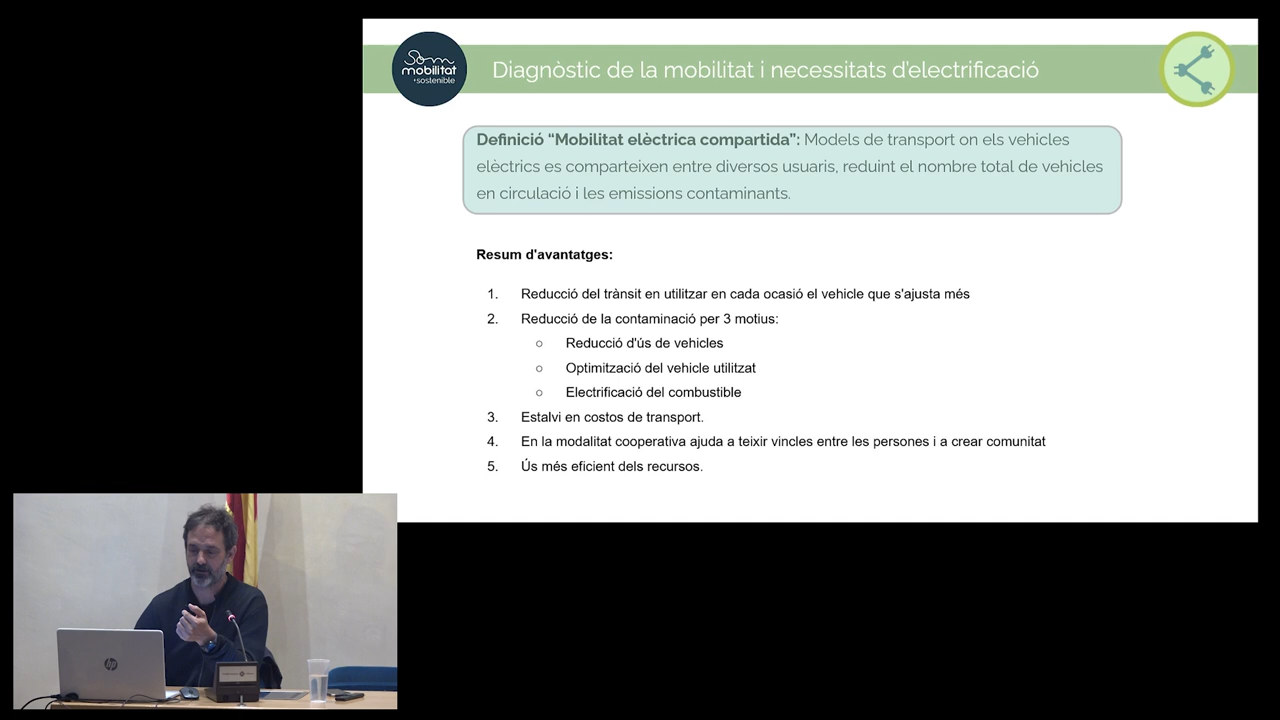 Som
mobilitat
+sostenible
Diagnòstic de la mobilitat i necessitats d'electrificació
Definició “Mobilitat elèctrica compartida”: Models de transport on els vehicles
elèctrics es comparteixen entre diversos usuaris, reduint el nombre total de vehicles
en circulació i les emissions contaminants.
Resum d'avantatges:
1. Reducció del trànsit en utilitzar en cada ocasió el vehicle que s'ajusta més
2. Reducció de la contaminació per 3 motius:
○ Reducció d'ús de vehicles
○ Optimització del vehicle utilitzat
○ Electrificació del combustible
3. Estalvi en costos de transport.
4. En la modalitat cooperativa ajuda a teixir vincles entre les persones i a crear comunitat
5. Ús més eficient dels recursos.
hp